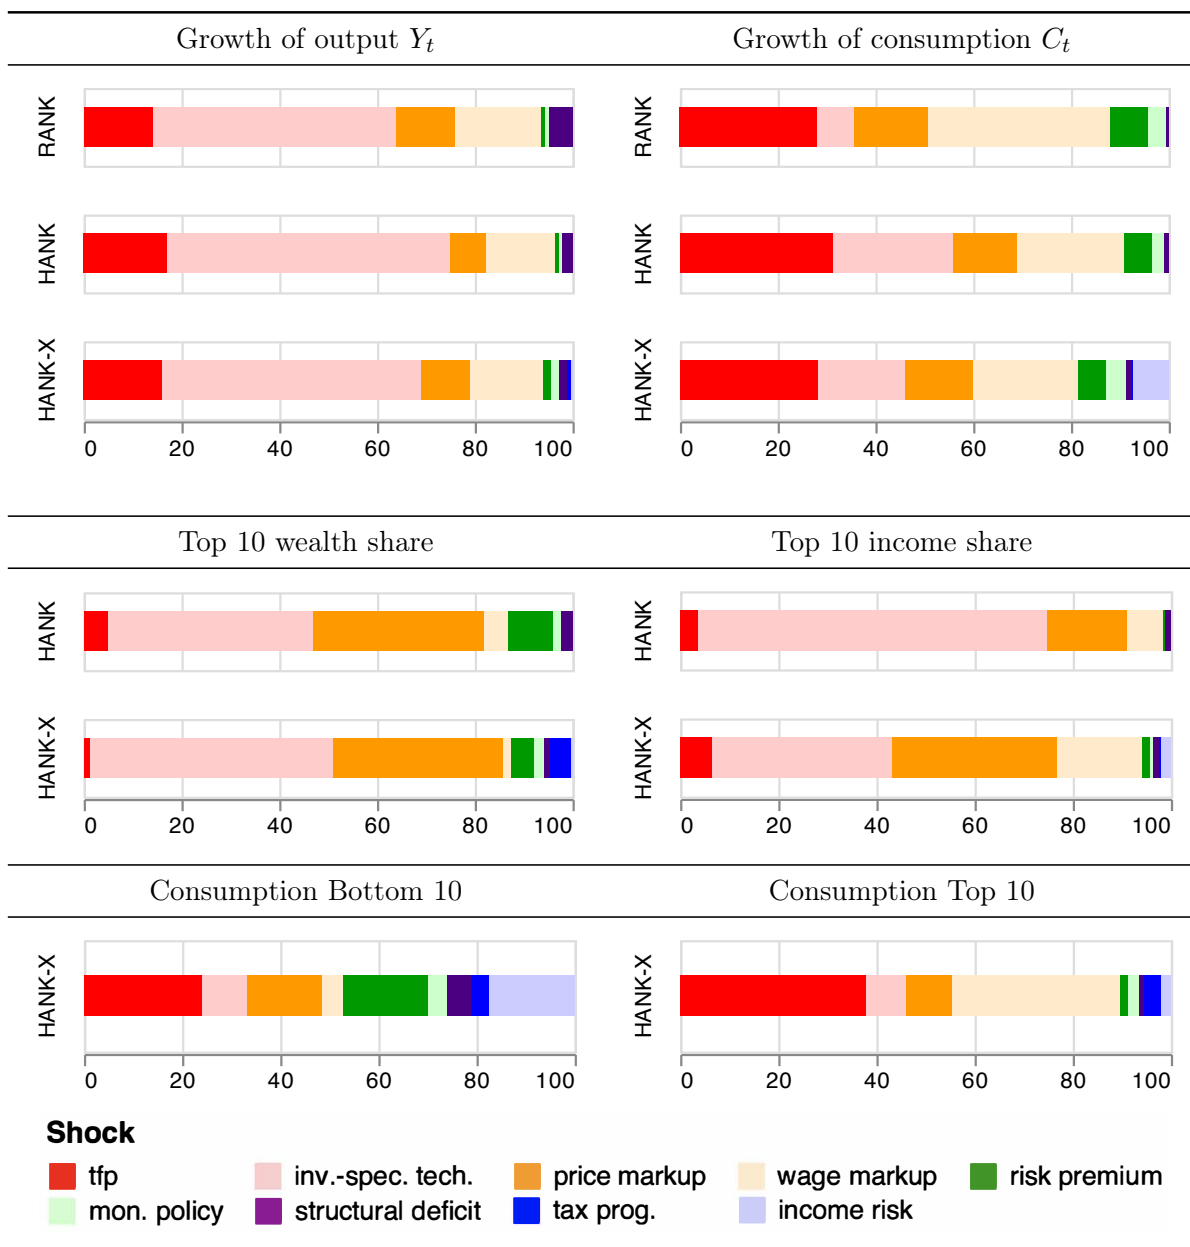 Growth of output Yt
Growth of consumption Ct
RANK
RANK
HANK
HANK
HANK-X
HANK-X
0 20 40 60 80 100
0 20 40 60 80 100
Top 10 wealth share
Top 10 income share
HANK
HANK
HANK-X
HANK-X
0 20 40 60 80 100
0 20 40 60 80 100
Consumption Bottom 10
Consumption Top 10
HANK-X
HANK-X
0 20 40 60 80 100
0 20 40 60 80 100
Shock
tfp inv.-spec. tech. price markup wage markup risk premium
mon. policy structural deficit tax prog. income risk